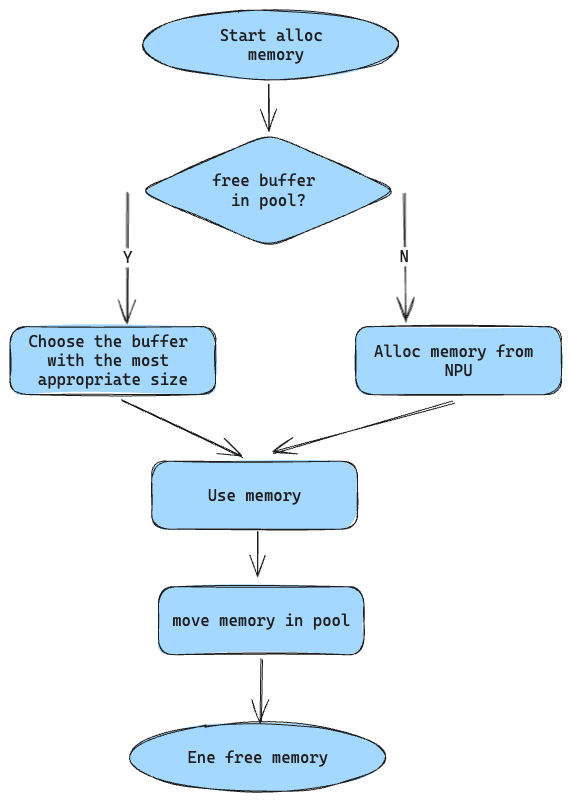 Start alloc
memory
free buffer
in pool?
Y
N
Choose the buffer
with the most
appropriate size
Alloc memory from
NPU
Use memory
move memory in pool
Ene free memory